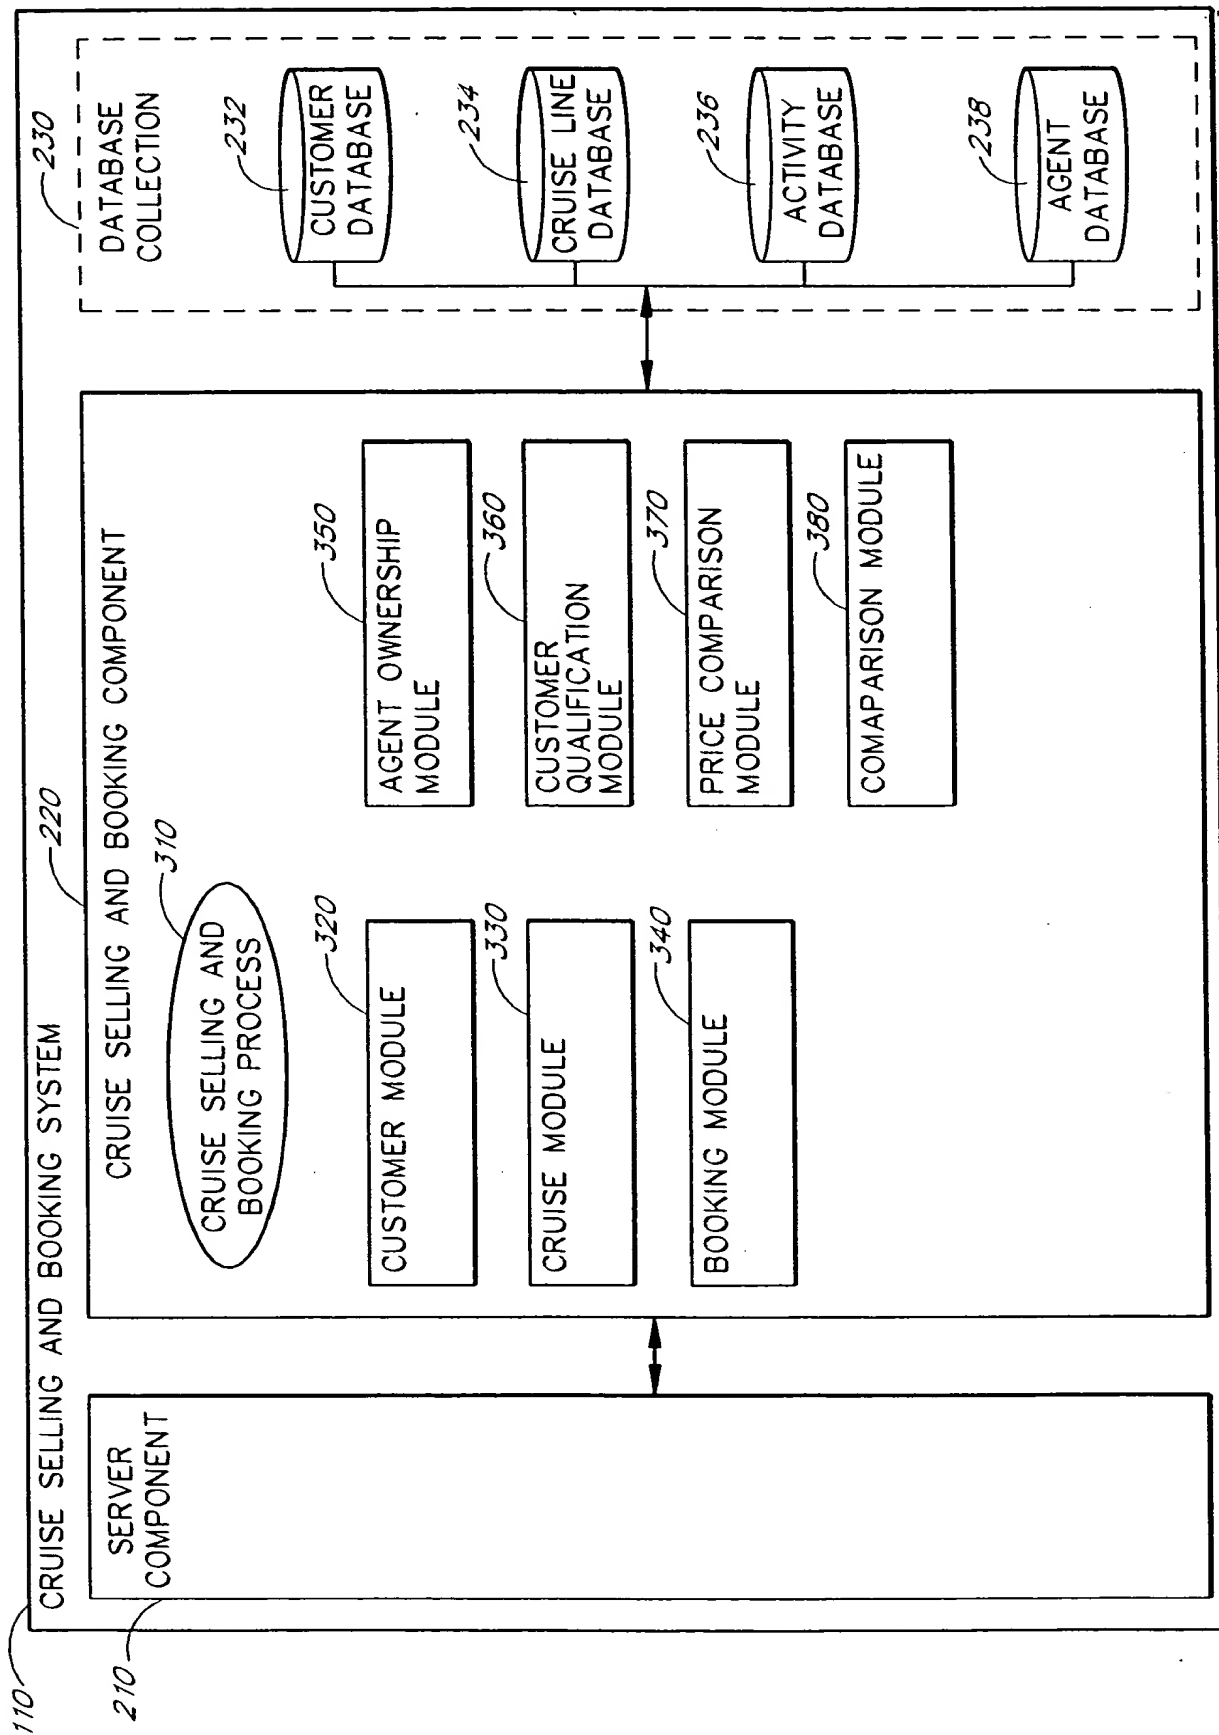 110
CRUISE SELLING AND BOOKING SYSTEM
210
SERVER
COMPONENT
220
CRUISE SELLING AND BOOKING COMPONENT
310
CRUISE SELLING AND
BOOKING PROCESS
320
CUSTOMER MODULE
330
CRUISE MODULE
340
BOOKING MODULE
350
AGENT OWNERSHIP
MODULE
360
CUSTOMER
QUALIFICATION
MODULE
370
PRICE COMPARISON
MODULE
380
COMAPARISON MODULE
230
DATABASE
COLLECTION
232
CUSTOMER
DATABASE
234
CRUISE LINE
DATABASE
236
ACTIVITY
DATABASE
238
AGENT
DATABASE